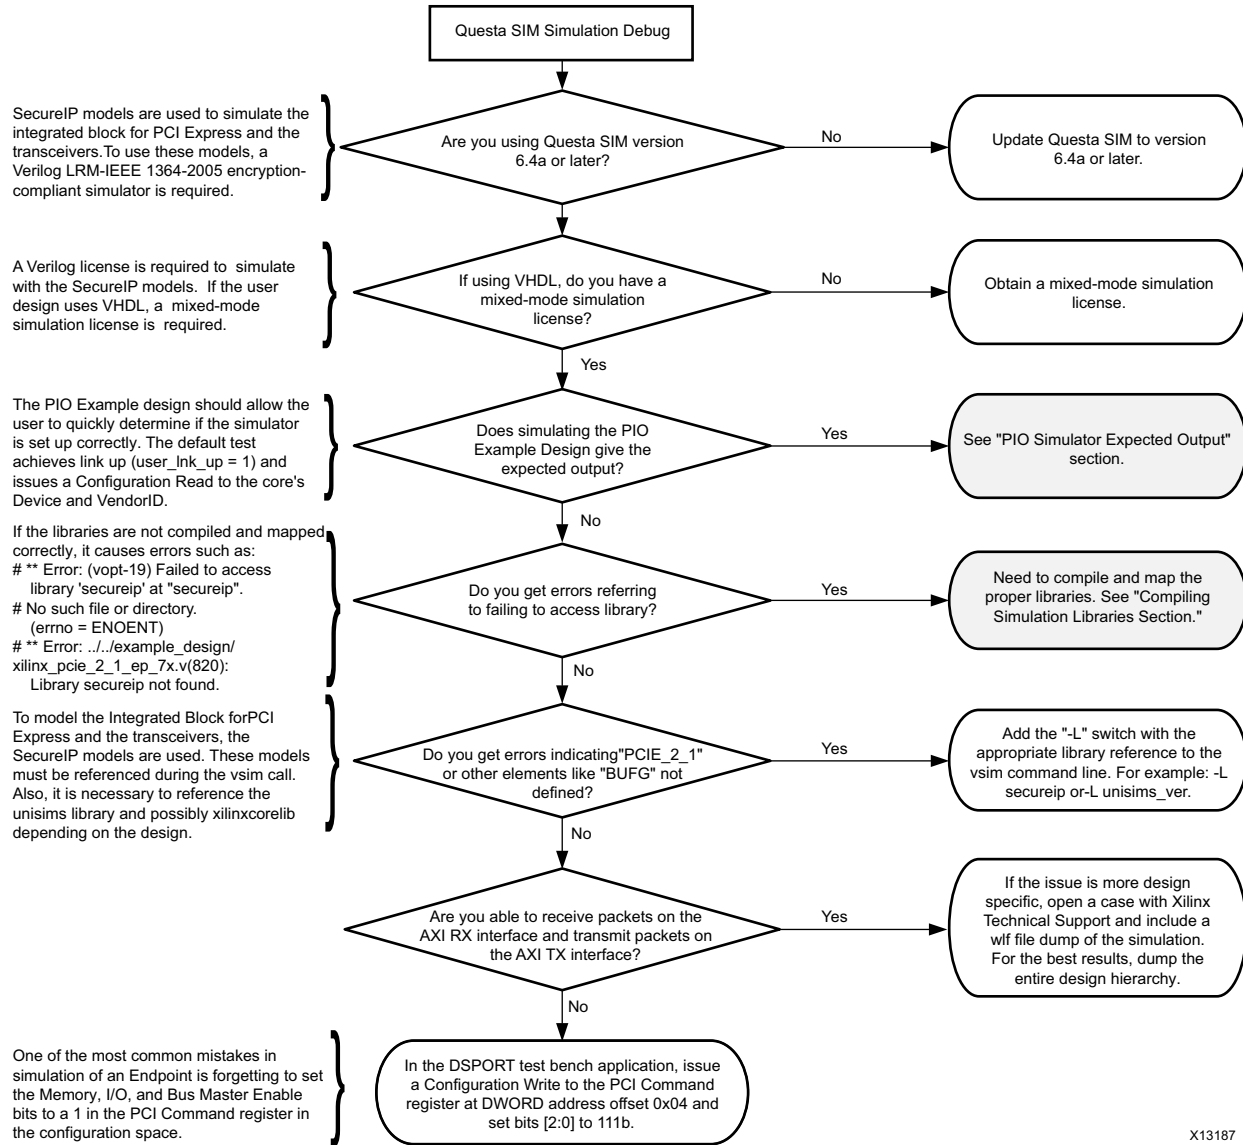 Questa SIM Simulation Debug
SecureIP models are used to simulate the
integrated block for PCI Express and the
transceivers.To use these models, a
Verilog LRM-IEEE 1364-2005 encryption-
compliant simulator is required.
Are you using Questa SIM version
6.4a or later?
No
Update Questa SIM to version
6.4a or later.
A Verilog license is required to simulate
with the SecureIP models. If the user
design uses VHDL, a mixed-mode
simulation license is required.
If using VHDL, do you have a
mixed-mode simulation
license?
No
Obtain a mixed-mode simulation
license.
Yes
The PIO Example design should allow the
user to quickly determine if the simulator
is set up correctly. The default test
achieves link up (user_lnk_up = 1) and
issues a Configuration Read to the core's
Device and VendorID.
Does simulating the PIO
Example Design give the
expected output?
Yes
See "PIO Simulator Expected Output"
section.
No
If the libraries are not compiled and mapped
correctly, it causes errors such as:
# ** Error: (vopt-19) Failed to access
library 'secureip' at "secureip".
# No such file or directory.
(errno = ENOENT)
# ** Error: ../../example_design/
xilinx_pcie_2_1_ep_7x.v(820):
Library secureip not found.
Do you get errors referring
to failing to access library?
Yes
Need to compile and map the
proper libraries. See "Compiling
Simulation Libraries Section."
No
To model the Integrated Block forPCI
Express and the transceivers, the
SecureIP models are used. These models
must be referenced during the vsim call.
Also, it is necessary to reference the
unisims library and possibly xilinxcorelib
depending on the design.
Do you get errors indicating"PCIE_2_1"
or other elements like "BUFG" not
defined?
Yes
Add the "-L" switch with the
appropriate library reference to the
vsim command line. For example: -L
secureip or-L unisims_ver.
No
Are you able to receive packets on the
AXI RX interface and transmit packets on
the AXI TX interface?
Yes
If the issue is more design
specific, open a case with Xilinx
Technical Support and include a
wlf file dump of the simulation.
For the best results, dump the
entire design hierarchy.
No
One of the most common mistakes in
simulation of an Endpoint is forgetting to set
the Memory, I/O, and Bus Master Enable
bits to a 1 in the PCI Command register in
the configuration space.
In the DSPORT test bench application, issue
a Configuration Write to the PCI Command
register at DWORD address offset 0x04 and
set bits [2:0] to 111b.
X13187